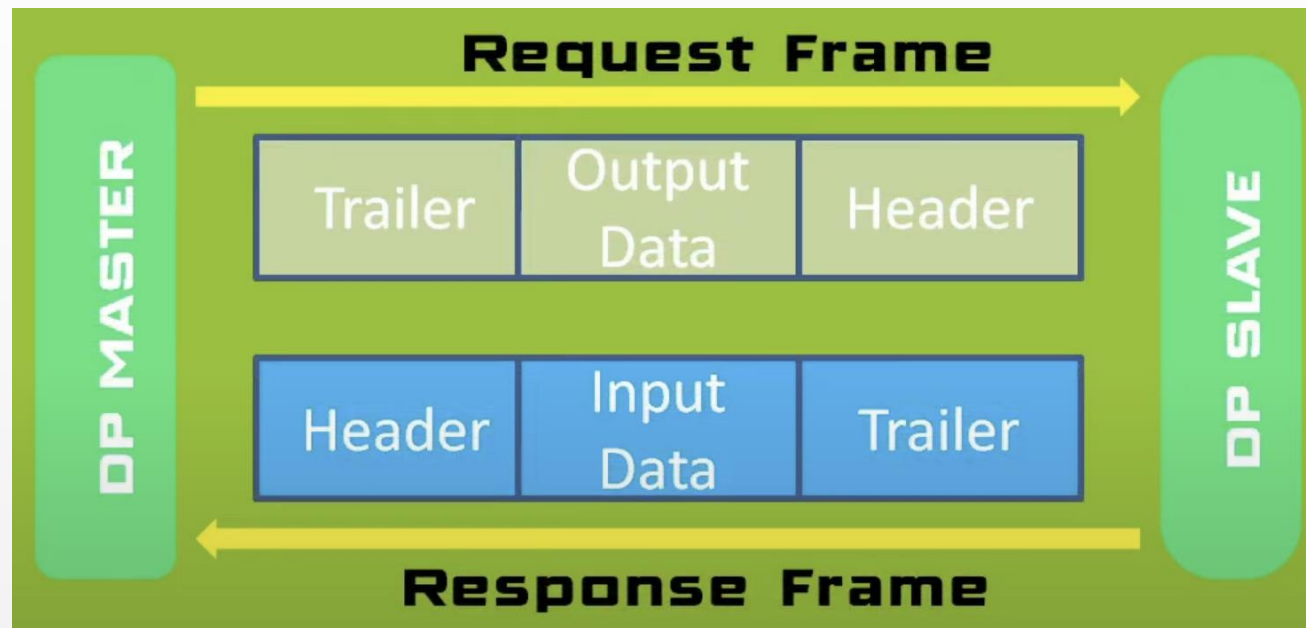 Request Frame
DP MASTER
Trailer
Output
Data
Header
DP SLAVE
Header
Input
Data
Trailer
Response Frame